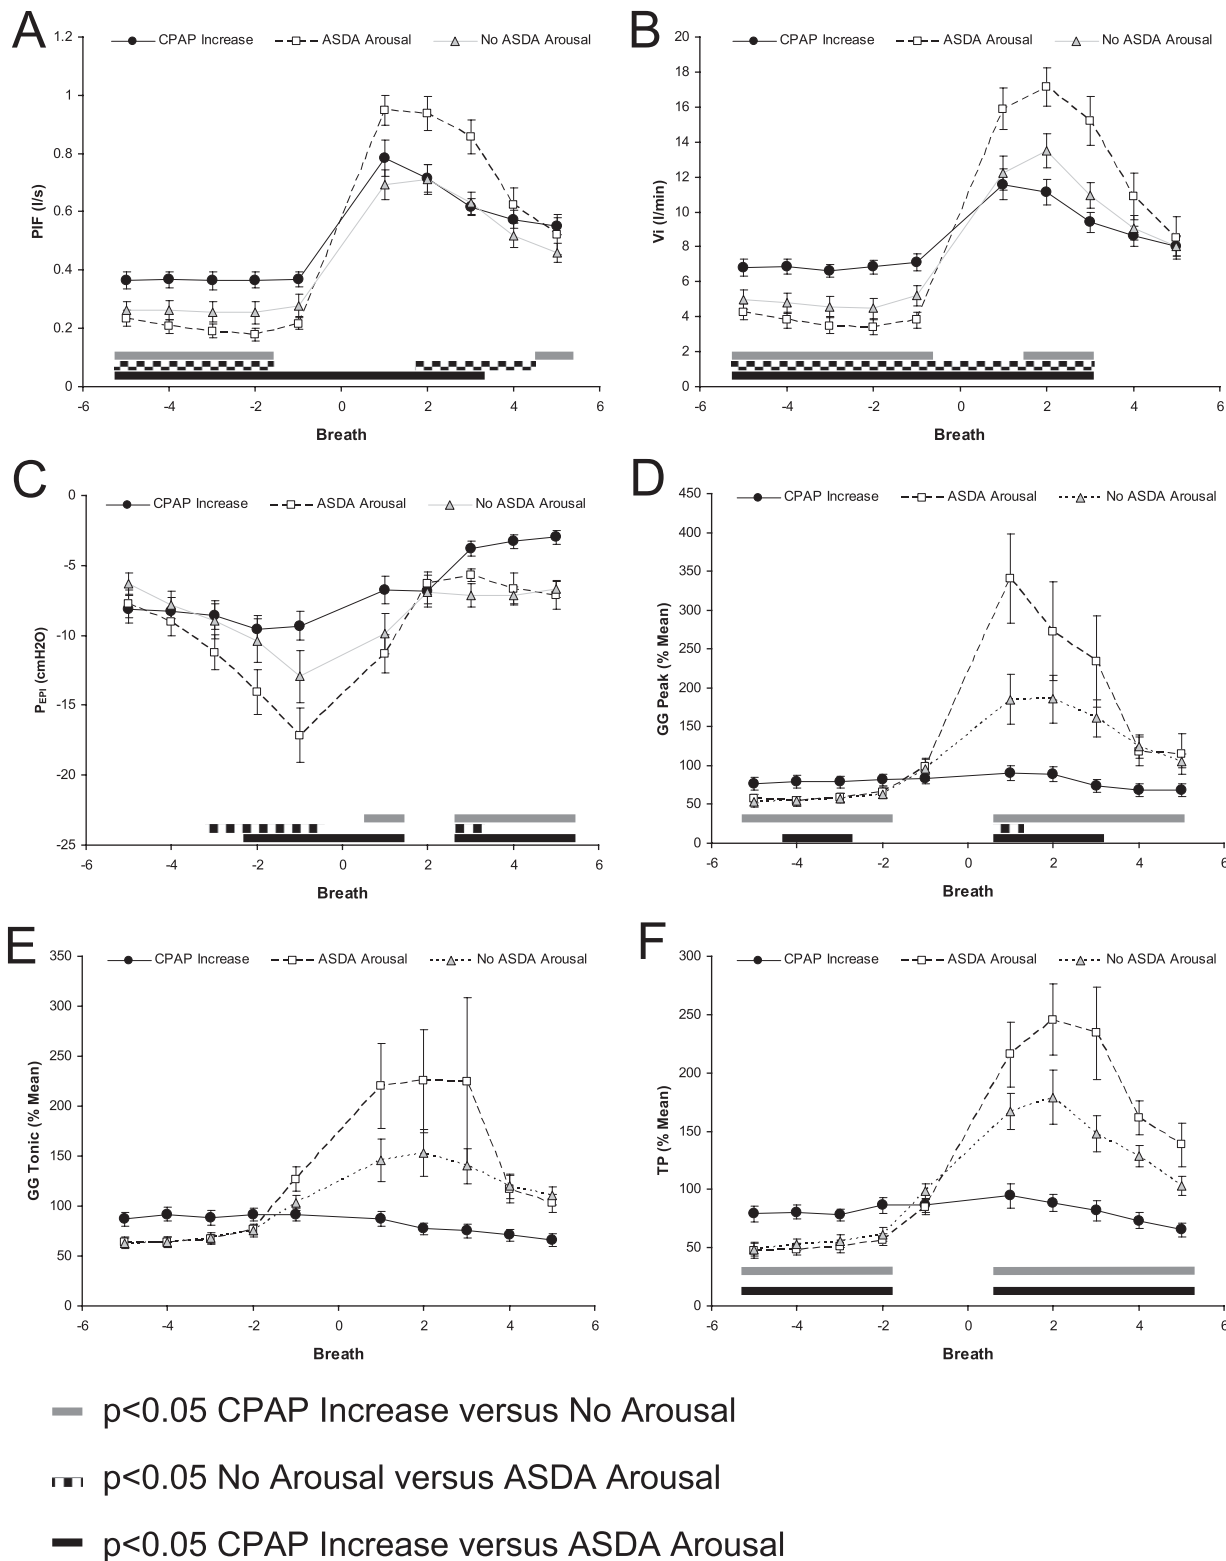 A
CPAP Increase ASDA Arousal No ASDA Arousal
1.2
1
0.8
0.6
0.4
0.2
0
PIF (l/s)
-6 -4 -2 0 2 4 6
Breath
B
CPAP Increase ASDA Arousal No ASDA Arousal
20
18
16
14
12
10
8
6
4
2
0
Vi (l/min)
-6 -4 -2 0 2 4 6
Breath
C
CPAP Increase ASDA Arousal No ASDA Arousal
0
-5
-10
-15
-20
-25
PEPI (cmH2O)
-6 -4 -2 0 2 4 6
Breath
D
CPAP Increase ASDA Arousal No ASDA Arousal
450
400
350
300
250
200
150
100
50
0
GG Peak (% Mean)
-6 -4 -2 0 2 4 6
Breath
E
CPAP Increase ASDA Arousal No ASDA Arousal
350
300
250
200
150
100
50
0
GG Tonic (% Mean)
-6 -4 -2 0 2 4 6
Breath
F
CPAP Increase ASDA Arousal No ASDA Arousal
300
250
200
150
100
50
0
TP (% Mean)
-6 -4 -2 0 2 4 6
Breath
p<0.05 CPAP Increase versus No Arousal
p<0.05 No Arousal versus ASDA Arousal
p<0.05 CPAP Increase versus ASDA Arousal